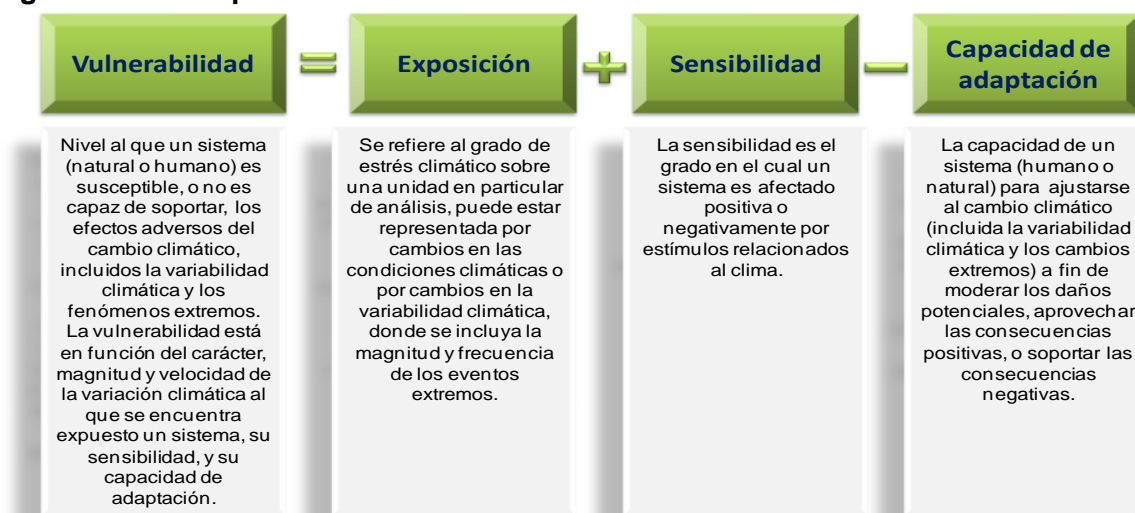 Vulnerabilidad = Exposición + Sensibilidad − Capacidad de
adaptación
Nivel al que un sistema
(natural o humano) es
susceptible, o no es
capaz de soportar, los
efectos adversos del
cambio climático,
incluidos la variabilidad
climática y los
fenómenos extremos.
La vulnerabilidad está
en función del carácter,
magnitud y velocidad de
la variación climática al
que se encuentra
expuesto un sistema, su
sensibilidad, y su
capacidad de
adaptación.
Se refiere al grado de
estrés climático sobre
una unidad en particular
de análisis, puede estar
representada por
cambios en las
condiciones climáticas o
por cambios en la
variabilidad climática,
donde se incluya la
magnitud y frecuencia
de los eventos
extremos.
La sensibilidad es el
grado en el cual un
sistema es afectado
positiva o
negativamente por
estímulos relacionados
al clima.
La capacidad de un
sistema (humano o
natural) para ajustarse
al cambio climático
(incluida la variabilidad
climática y los cambios
extremos) a fin de
moderar los daños
potenciales, aprovechar
las consecuencias
positivas, o soportar las
consecuencias
negativas.